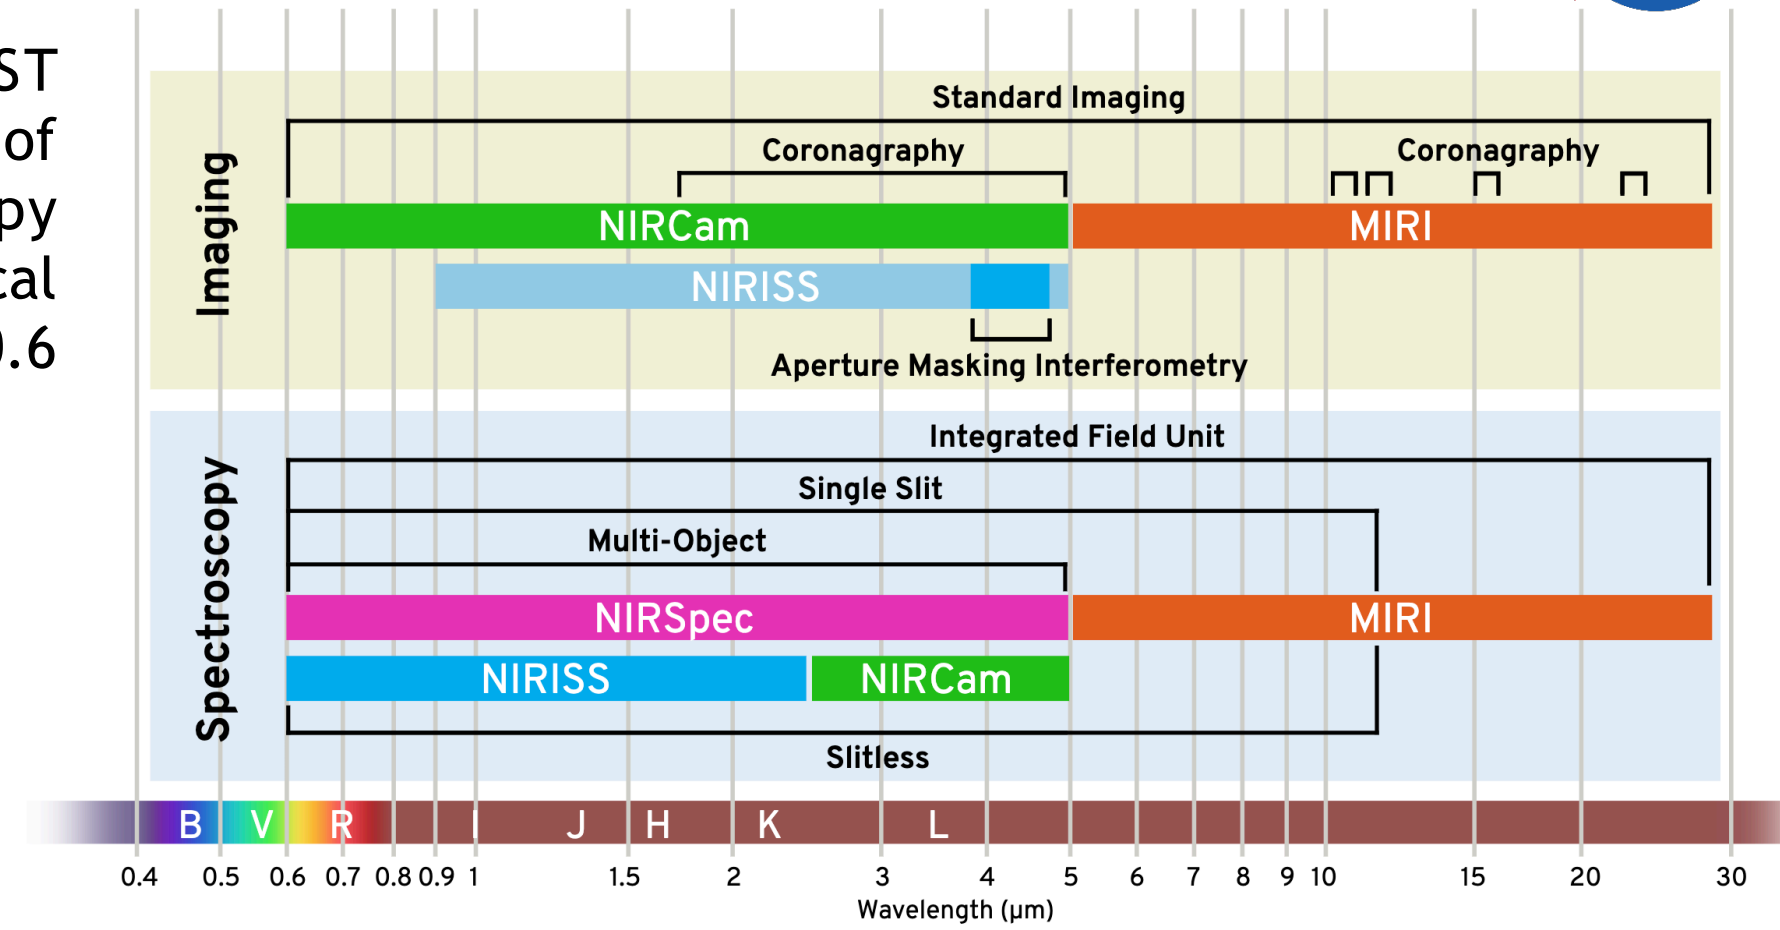 ST
of
py
cal
0.6
Standard Imaging
Coronagraphy
Coronagraphy
Imaging
NIRCam
MIRI
NIRISS
Aperture Masking Interferometry
Integrated Field Unit
Single Slit
Multi-Object
Spectroscopy
NIRSpec
MIRI
NIRISS
NIRCam
Slitless
B V R I J H K L
0.4 0.5 0.6 0.7 0.8 0.9 1 1.5 2 3 4 5 6 7 8 9 10 15 20 30
Wavelength (µm)